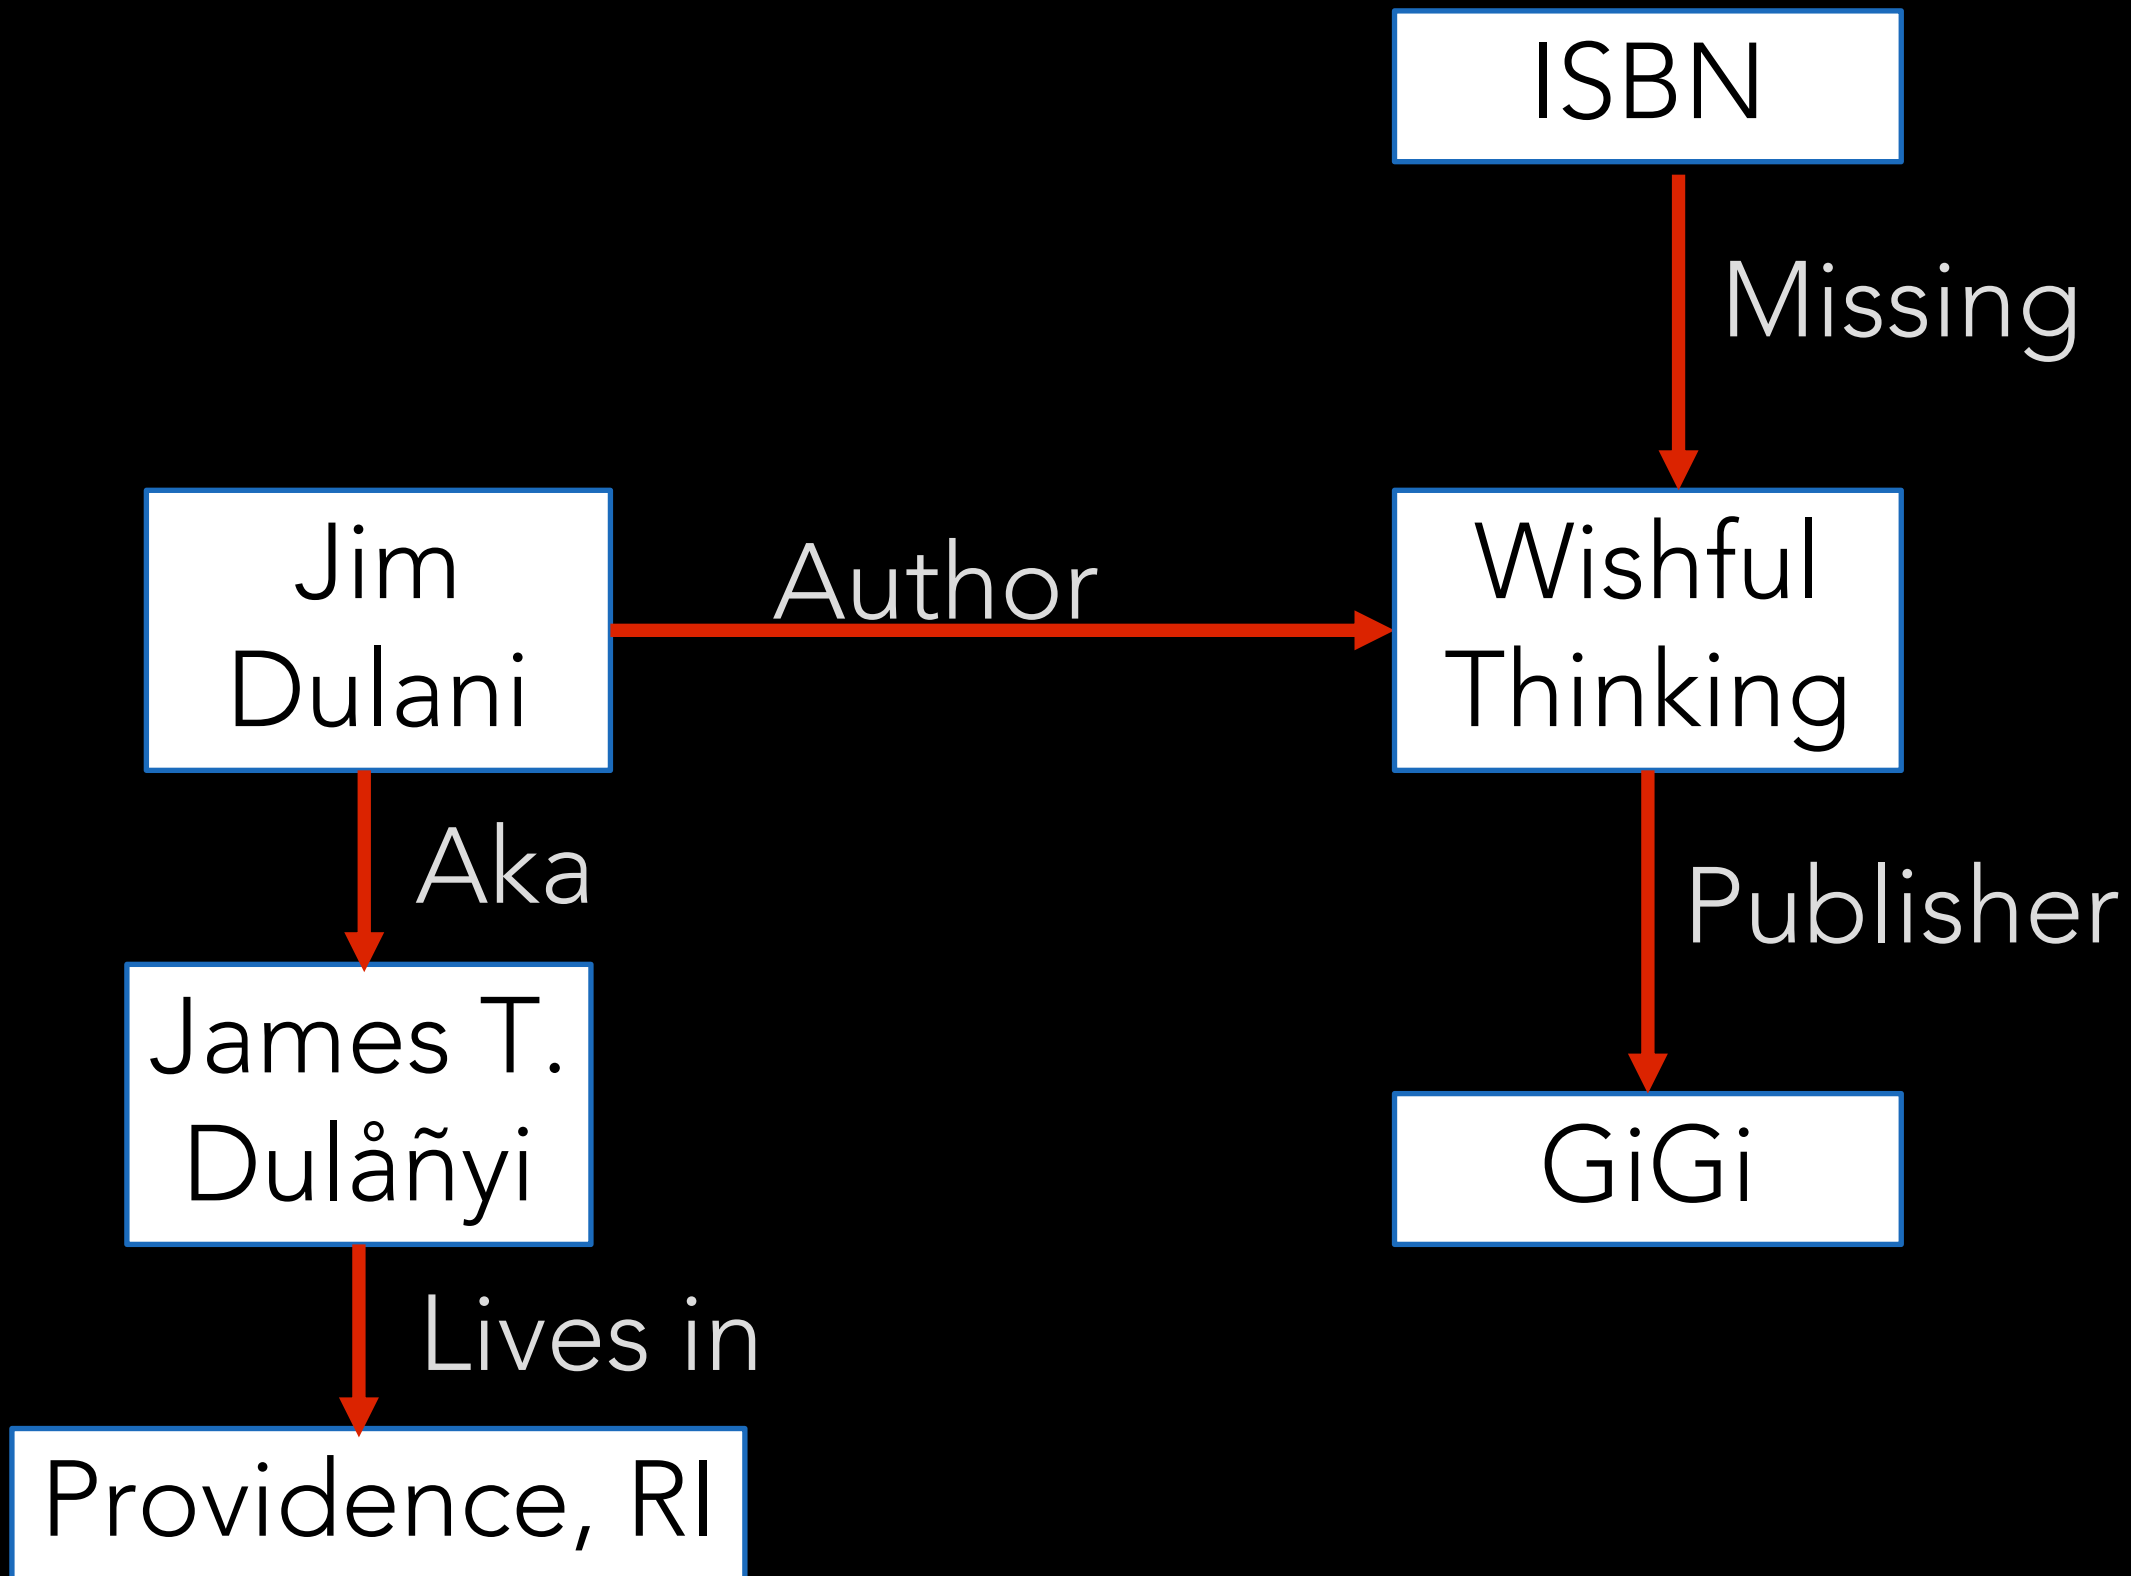 ISBN
Missing
Jim
Dulani
Author
Wishful
Thinking
Aka
Publisher
James T.
Dulåñyi
GiGi
Lives in
Providence, RI